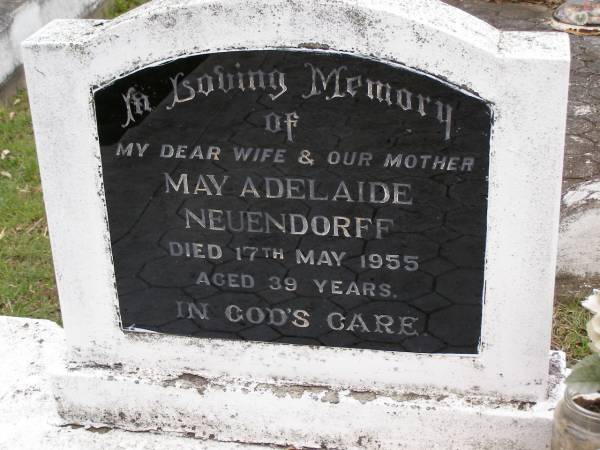 In Loving Memory
of
MY DEAR WIFE & OUR MOTHER
MAY ADELAIDE
NEUENDORFF
DIED 17TH MAY 1955
AGED 39 YEARS.
IN GOD'S CARE